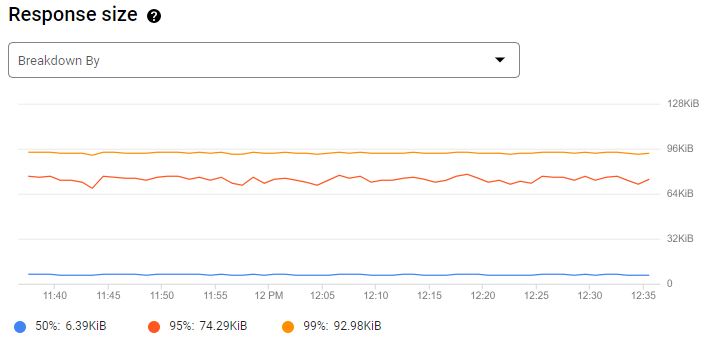 Response size ?
Breakdown By
128KiB
96KiB
64KiB
32KiB
0
11:40 11:45 11:50 11:55 12 PM 12:05 12:10 12:15 12:20 12:25 12:30 12:35
50%: 6.39KiB 95%: 74.29KiB 99%: 92.98KiB